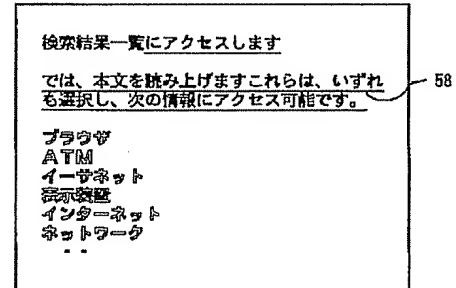 検索結果一覧にアクセスします
では、本文を読み上げますこれらは、いずれ
も選択し、次の情報にアクセス可能です。
58
ブラウザ
ATM
イーサネット
表示装置
インターネット
ネットワーク
・・